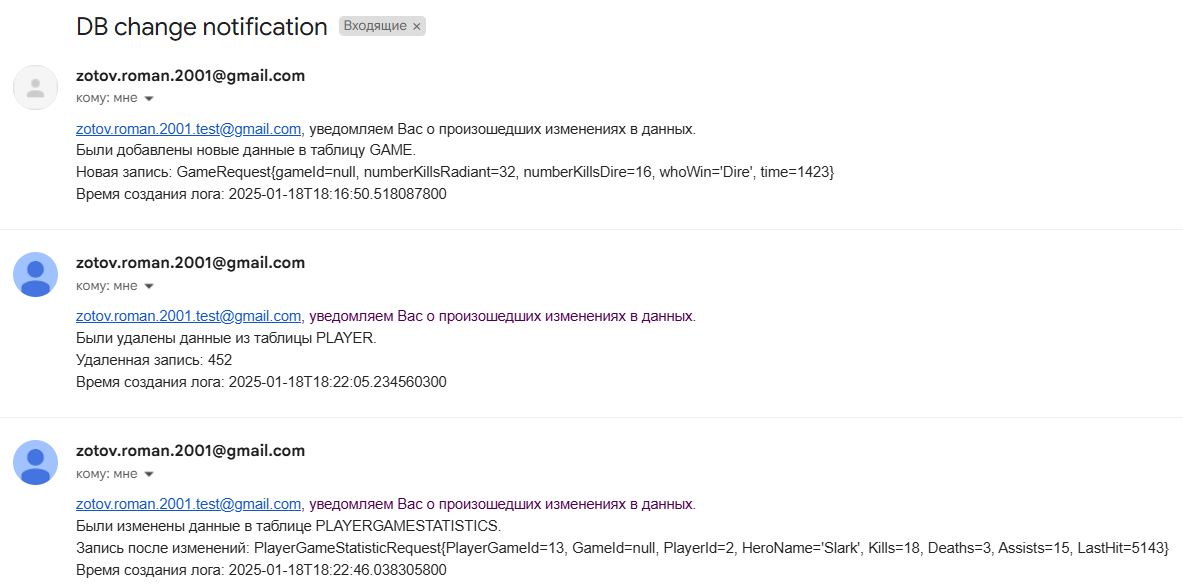 DB change notification Входящие ×
zotov.roman.2001@gmail.com
кому: мне
zotov.roman.2001.test@gmail.com, уведомляем Вас о произошедших изменениях в данных.
Были добавлены новые данные в таблицу GAME.
Новая запись: GameRequest{gameId=null, numberKillsRadiant=32, numberKillsDire=16, whoWin='Dire', time=1423}
Время создания лога: 2025-01-18T18:16:50.518087800
zotov.roman.2001@gmail.com
кому: мне
zotov.roman.2001.test@gmail.com, уведомляем Вас о произошедших изменениях в данных.
Были удалены данные из таблицы PLAYER.
Удаленная запись: 452
Время создания лога: 2025-01-18T18:22:05.234560300
zotov.roman.2001@gmail.com
кому: мне
zotov.roman.2001.test@gmail.com, уведомляем Вас о произошедших изменениях в данных.
Были изменены данные в таблице PLAYERGAMESTATISTICS.
Запись после изменений: PlayerGameStatisticRequest{PlayerGameId=13, GameId=null, PlayerId=2, HeroName='Slark', Kills=18, Deaths=3, Assists=15, LastHit=5143}
Время создания лога: 2025-01-18T18:22:46.038305800